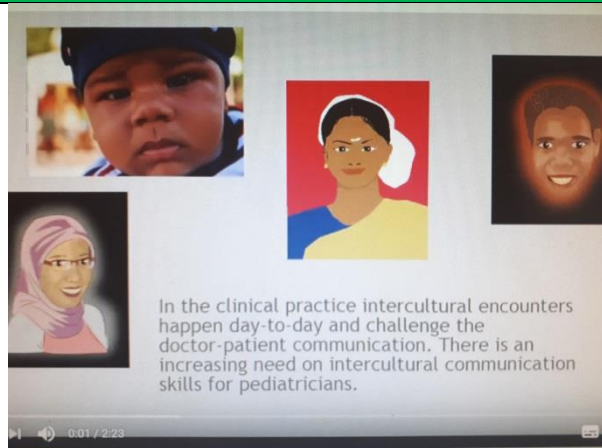 In the clinical practice intercultural encounters
happen day-to-day and challenge the
doctor-patient communication. There is an
increasing need on intercultural communication
skills for pediatricians.
0:01 / 2:23